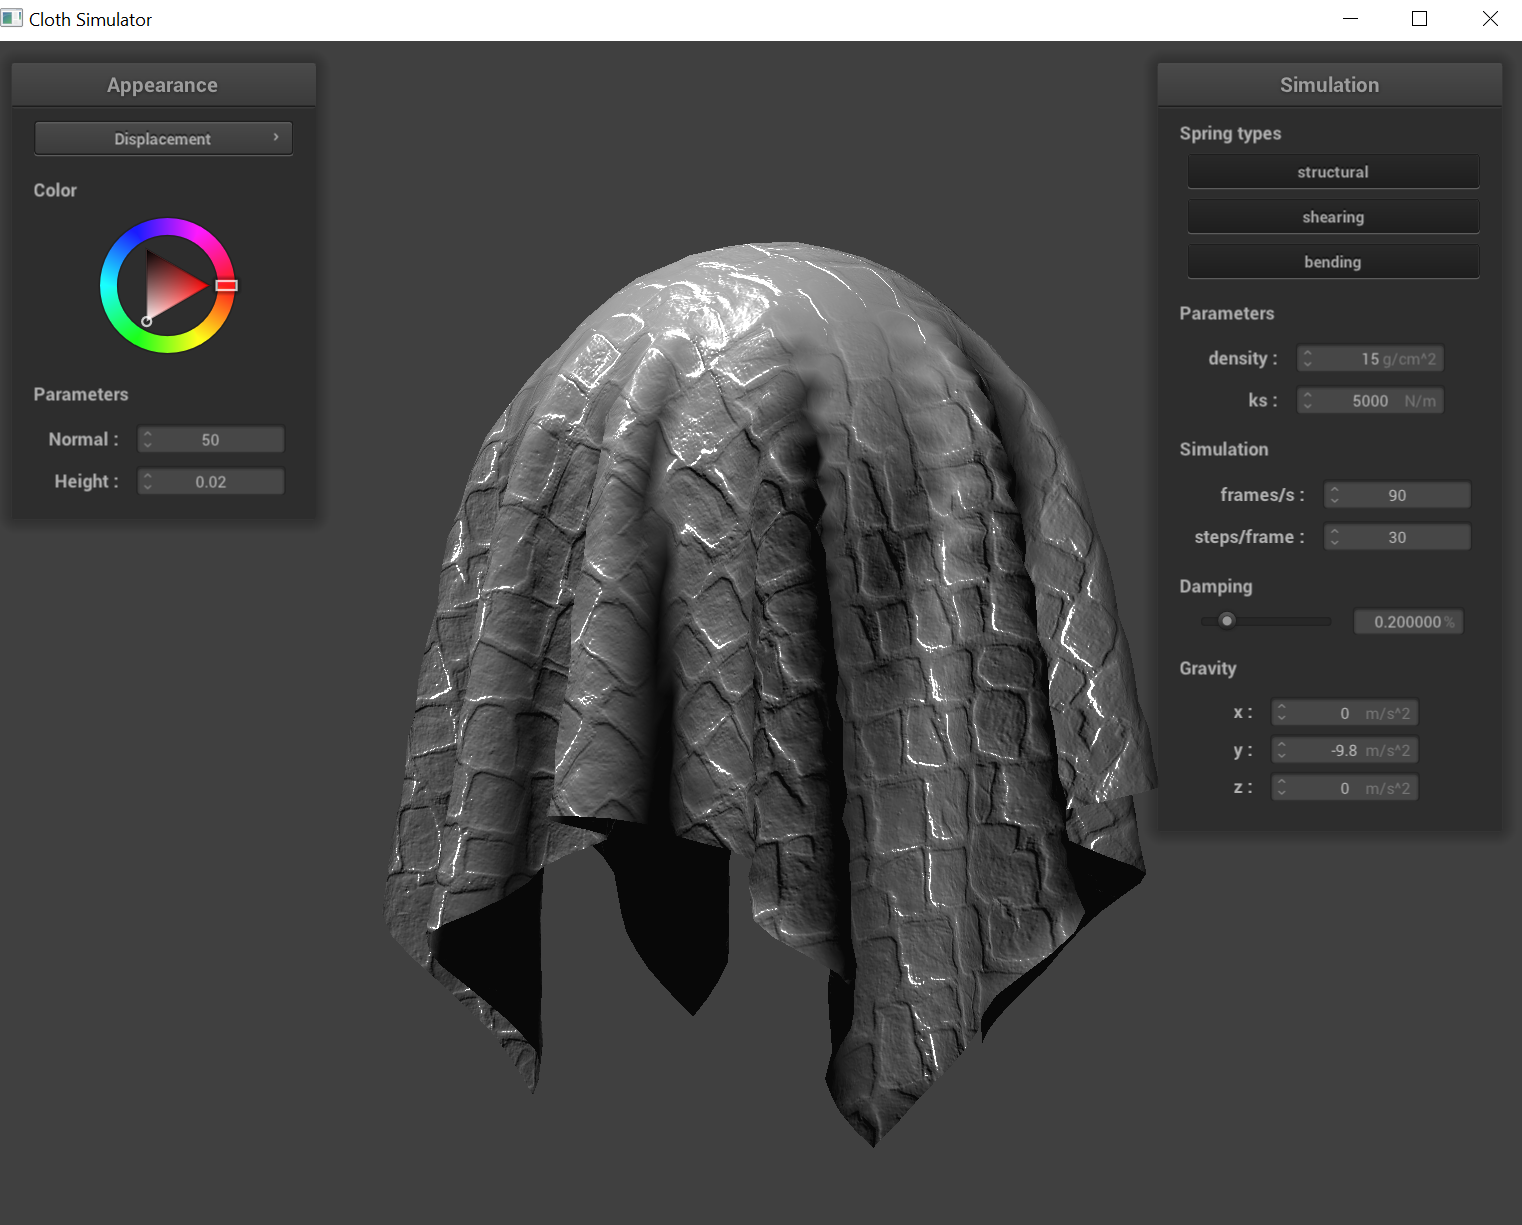 Cloth Simulator
Appearance
Displacement
Color
Parameters
Normal : 50
Height : 0.02
Simulation
Spring types
structural
shearing
bending
Parameters
density : 15 g/cm^2
ks : 5000 N/m
Simulation
frames/s : 90
steps/frame : 30
Damping
0.200000 %
Gravity
x : 0 m/s^2
y : -9.8 m/s^2
z : 0 m/s^2